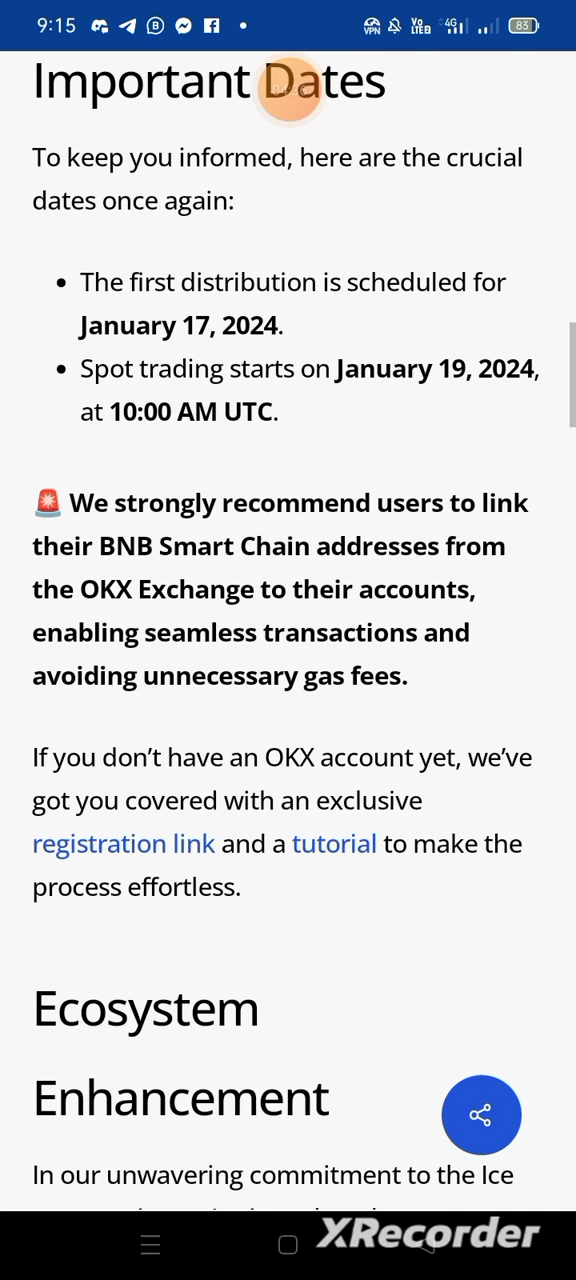 9:15
VPN
Vo
LTE2
4G
83
Important Dates
To keep you informed, here are the crucial
dates once again:
• The first distribution is scheduled for
January 17, 2024.
• Spot trading starts on January 19, 2024,
at 10:00 AM UTC.
🚨 We strongly recommend users to link
their BNB Smart Chain addresses from
the OKX Exchange to their accounts,
enabling seamless transactions and
avoiding unnecessary gas fees.
If you don’t have an OKX account yet, we’ve
got you covered with an exclusive
registration link and a tutorial to make the
process effortless.
Ecosystem
Enhancement
In our unwavering commitment to the Ice
XRecorder